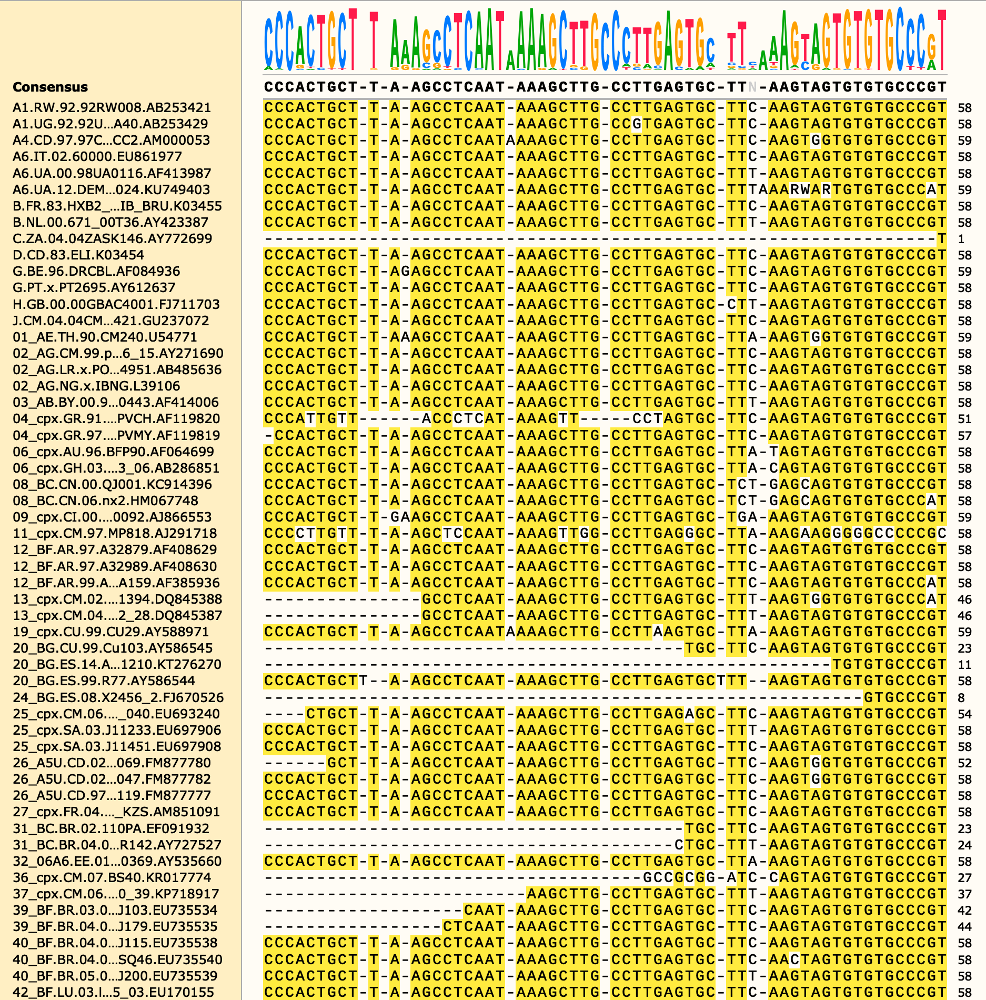 Consensus CCCACTGCT-T-A-AGCCTCAAT-AAAGCTTG-CCTTGAGTGC-TTN-AAGTAGTGTGTGCCCGT
A1.RW.92.92RW008.AB253421 CCCACTGCT-T-A-AGCCTCAAT-AAAGCTTG-CCTTGAGTGC-TTC-AAGTAGTGTGTGCCCGT 58
A1.UG.92.92U...A40.AB253429 CCCACTGCT-T-A-AGCCTCAAT-AAAGCTTG-CCGTGAGTGC-TTC-AAGTAGTGTGTGCCCGT 58
A4.CD.97.97C...CC2.AM000053 CCCACTGCT-T-A-AGCCTCAATAAAAGCTTG-CCTTGAGTGC-TTC-AAGTGGTGTGTGCCCGT 59
A6.IT.02.60000.EU861977 CCCACTGCT-T-A-AGCCTCAAT-AAAGCTTG-CCTTGAGTGC-TTC-AAGTAGTGTGTGCCCGT 58
A6.UA.00.98UA0116.AF413987 CCCACTGCT-T-A-AGCCTCAAT-AAAGCTTG-CCTTGAGTGC-TTT-AAGTAGTGTGTGCCCGT 58
A6.UA.12.DEM...024.KU749403 CCCACTGCT-T-A-AGCCTCAAT-AAAGCTTG-CCTTGAGTGC-TTTAAARWARTGTGTGCCCAT 59
B.FR.83.HXB2_...IB_BRU.K03455 CCCACTGCT-T-A-AGCCTCAAT-AAAGCTTG-CCTTGAGTGC-TTC-AAGTAGTGTGTGCCCGT 58
B.NL.00.671_00T36.AY423387 CCCACTGCT-T-A-AGCCTCAAT-AAAGCTTG-CCTTGAGTGC-TTT-AAGTAGTGTGTGCCCGT 58
C.ZA.04.04ZASK146.AY772699 ----------------------------------------------------------------T 1
D.CD.83.ELI.K03454 CCCACTGCT-T-A-AGCCTCAAT-AAAGCTTG-CCTTGAGTGC-TTC-AAGTAGTGTGTGCCCGT 58
G.BE.96.DRCBL.AF084936 CCCACTGCT-T-AGAGCCTCAAT-AAAGCTTG-CCTTGAGTGC-TTC-AAGTAGTGTGTGCCCGT 59
G.PT.x.PT2695.AY612637 CCCACTGCT-T-A-AGCCTCAAT-AAAGCTTG-CCTTGAGTGC-TTC-AAGTAGTGTGTGCCCGT 58
H.GB.00.00GBAC4001.FJ711703 CCCACTGCT-T-A-AGCCTCAAT-AAAGCTTG-CCTTGAGTGC-CTT-AAGTAGTGTGTGCCCGT 58
J.CM.04.04CM...421.GU237072 CCCACTGCT-T-A-AGCCTCAAT-AAAGCTTG-CCTTGAGTGC-TTC-AAGTAGTGTGTGCCCGT 58
01_AE.TH.90.CM240.U54771 CCCACTGCT-T-AAAGCCTCAAT-AAAGCTTG-CCTTGAGTGC-TTA-AAGTGGTGTGTGCCCGT 59
02_AG.CM.99.p...6_15.AY271690 CCCACTGCT-T-A-AGCCTCAAT-AAAGCTTG-CCTTGAGTGC-TTC-AAGTAGTGTGTGCCCGT 58
02_AG.LR.x.PO...4951.AB485636 CCCACTGCT-T-A-AGCCTCAAT-AAAGCTTG-CCTTGAGTGC-TTC-AAGTAGTGTGTGCCCGT 58
02_AG.NG.x.IBNG.L39106 CCCACTGCT-T-A-AGCCTCAAT-AAAGCTTG-CCTTGAGTGC-TTC-AAGTAGTGTGTGCCCGT 58
03_AB.BY.00.9...0443.AF414006 CCCACTGCT-T-A-AGCCTCAAT-AAAGCTTG-CCTTGAGTGC-TTT-AAGTAGTGTGTGCCCGT 58
04_cpx.GR.91....PVCH.AF119820 CCCATTGTT------ACCCTCAT-AAAGTT-----CCTAGTGC-TTC-AAGTAGTGTGTGCCCGT 51
04_cpx.GR.97....PVMY.AF119819 -CCACTGCT-T-A-AGCCTCAAT-AAAGCTTG-CCTTGAGTGC-TTC-AAGTAGTGTGTGCCCGT 57
06_cpx.AU.96.BFP90.AF064699 CCCACTGCT-T-A-AGCCTCAAT-AAAGCTTG-CCTTGAGTGC-TTA-TAGTAGTGTGTGCCCGT 58
06_cpx.GH.03....3_06.AB286851 CCCACTGCT-T-A-AGCCTCAAT-AAAGCTTG-CCTTGAGTGC-TTA-CAGTAGTGTGTGCCCGT 58
08_BC.CN.00.QJ001.KC914396 CCCACTGCT-T-A-AGCCTCAAT-AAAGCTTG-CCTTGAGTGC-TCT-GAGCAGTGTGTGCCCGT 58
08_BC.CN.06.nx2.HM067748 CCCACTGCT-T-A-AGCCTCAAT-AAAGCTTG-CCTTGAGTGC-TCT-GAGCAGTGTGTGCCCAT 58
09_cpx.CI.00....0092.AJ866553 CCCACTGCT-T-GAAGCCTCAAT-AAAGCTTG-CCTTGAGTGC-TGA-AAGTAGTGTGTGCCCGT 59
11_cpx.CM.97.MP818.AJ291718 CCCCTTGTT-T-A-AGCTCCAAT-AAAGTTGG-CCTTGAGGGC-TTA-AAGAAGGGGGCCCCCGC 58
12_BF.AR.97.A32879.AF408629 CCCACTGCT-T-A-AGCCTCAAT-AAAGCTTG-CCTTGAGTGC-TTC-AAGTAGTGTGTGCCCGT 58
12_BF.AR.97.A32989.AF408630 CCCACTGCT-T-A-AGCCTCAAT-AAAGCTTG-CCTTGAGTGC-TTC-AAGTAGTGTGTGCCCGT 58
12_BF.AR.99.A...A159.AF385936 CCCACTGCT-T-A-AGCCTCAAT-AAAGCTTG-CCTTGAGTGC-TTC-AAGTAGTGTGTGCCCAT 58
13_cpx.CM.02....1394.DQ845388 ---------------GCCTCAAT-AAAGCTTG-CCTTGAGTGC-TTT-AAGTGGTGTGTGCCCAT 46
13_cpx.CM.04....2_28.DQ845387 ---------------GCCTCAAT-AAAGCTTG-CCTTGAGTGC-TTT-AAGTAGTGTGTGCCCGT 46
19_cpx.CU.99.CU29.AY588971 CCCACTGCT-T-A-AGCCTCAATAAAAGCTTG-CCTTAAGTGC-TTA-AAGTAGTGTGTGCCCGT 59
20_BG.CU.99.Cu103.AY586545 ----------------------------------------TGC-TTC-AAGTAGTGTGTGCCCGT 23
20_BG.ES.14.A...1210.KT276270 ------------------------------------------------------TGTGTGCCCGT 11
20_BG.ES.99.R77.AY586544 CCCACTGCTT--A-AGCCTCAAT-AAAGCTTG-CCTTGAGTGCTTT--AAGTAGTGTGTGCCCGT 58
24_BG.ES.08.X2456_2.FJ670526 ---------------------------------------------------------GTGCCCGT 8
25_cpx.CM.06...._040.EU693240 ----CTGCT-T-A-AGCCTCAAT-AAAGCTTG-CCTTGAGAGC-TTC-AAGTAGTGTGTGCCCGT 54
25_cpx.SA.03.J11233.EU697906 CCCACTGCT-T-A-AGCCTCAAT-AAAGCTTG-CCTTGAGTGC-TTT-AAGTAGTGTGTGCCCGT 58
25_cpx.SA.03.J11451.EU697908 CCCACTGCT-T-A-AGCCTCAAT-AAAGCTTG-CCTTGAGTGC-TTC-AAGTAGTGTGTGCCCGT 58
26_A5U.CD.02...069.FM877780 ------GCT-T-A-AGCCTCAAT-AAAGCTTG-CCTTGAGTGC-TTC-AAGTGGTGTGTGCCCGT 52
26_A5U.CD.02...047.FM877782 CCCACTGCT-T-A-AGCCTCAAT-AAAGCTTG-CCTTGAGTGC-TTC-AAGTGGTGTGTGCCCGT 58
26_A5U.CD.97...119.FM877777 CCCACTGCT-T-A-AGCCTCAAT-AAAGCTTG-CCTTGAGTGC-TTC-AAGTAGTGTGTGCCCGT 58
27_cpx.FR.04...._KZS.AM851091 CCCACTGCT-T-A-AGCCTCAAT-AAAGCTTG-CCTTGAGTGC-TTC-AAGTAGTGTGTGCCCGT 58
31_BC.BR.02.110PA.EF091932 ----------------------------------------TGC-TTC-AAGTAGTGTGTGCCCGT 23
31_BC.BR.04.0...R142.AY727527 ---------------------------------------CTGC-TTT-AAGTAGTGTGTGCCCGT 24
32_06A6.EE.01...0369.AY535660 CCCACTGCT-T-A-AGCCTCAAT-AAAGCTTG-CCTTGAGTGC-TTA-AAGTAGTGTGTGCCCGT 58
36_cpx.CM.07.BS40.KR017774 ------------------------------------GCCGCGG-ATC-CAGTAGTGTGTGCCCGT 27
37_cpx.CM.06....0_39.KP718917 -------------------------AAGCTTG-CCTTGAGTGC-TTT-AAGTAGTGTGTGCCCGT 37
39_BF.BR.03.0...J103.EU735534 -------------------CAAT-AAAGCTTG-CCTTGAGTGC-TTC-AAGTAGTGTGTGCCCGT 42
39_BF.BR.04.0...J179.EU735535 -----------------CTCAAT-AAAGCTTG-CCTTGAGTGC-TTC-AAGTAGTGTGTGCCCGT 44
40_BF.BR.04.0...J115.EU735538 CCCACTGCT-T-A-AGCCTCAAT-AAAGCTTG-CCTTGAGTGC-TTC-AAGTAGTGTGTGCCCGT 58
40_BF.BR.04.0...SQ46.EU735540 CCCACTGCT-T-A-AGCCTCAAT-AAAGCTTG-CCTTGAGTGC-TTC-AACTAGTGTGTGCCCGT 58
40_BF.BR.05.0...J200.EU735539 CCCACTGCT-T-A-AGCCTCAAT-AAAGCTTG-CCTTGAGTGC-TTT-AAGTAGTGTGTGCCCGT 58
42_BF.LU.03.l...5_03.EU170155 CCCACTGCT-T-A-AGCCTCAAT-AAAGCTTG-CCTTGAGTGC-TTC-AAGTAGTGTGTGCCCGT 58